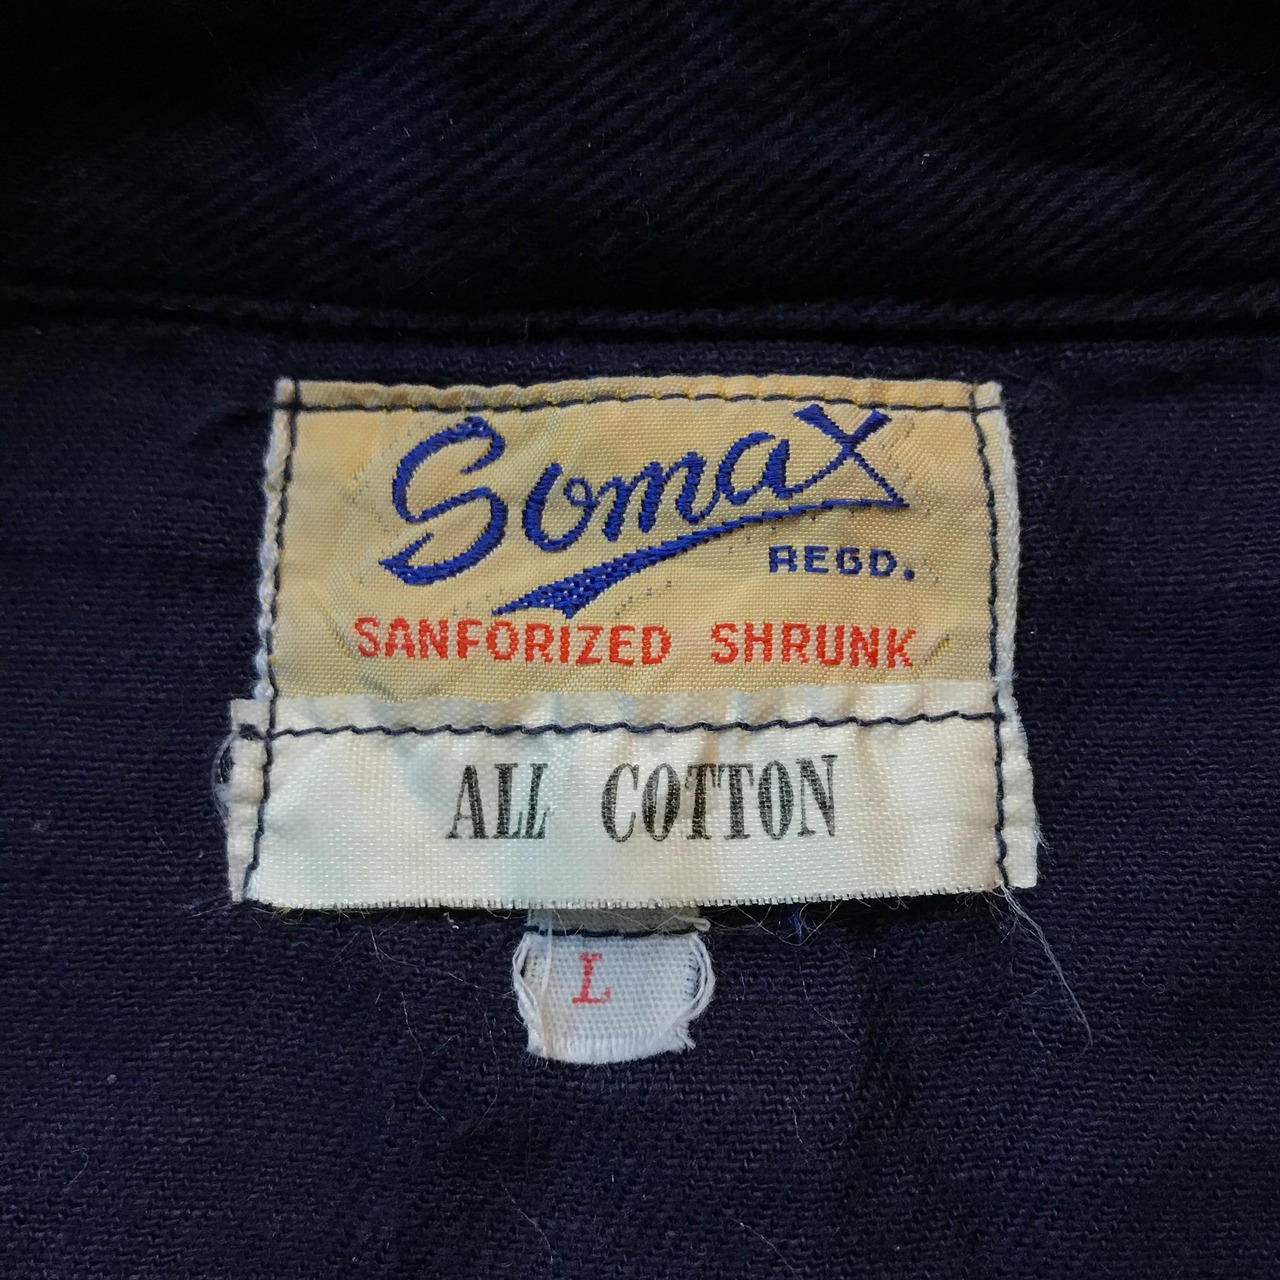 Somax
REGD.
SANFORIZED SHRUNK
ALL COTTON
L